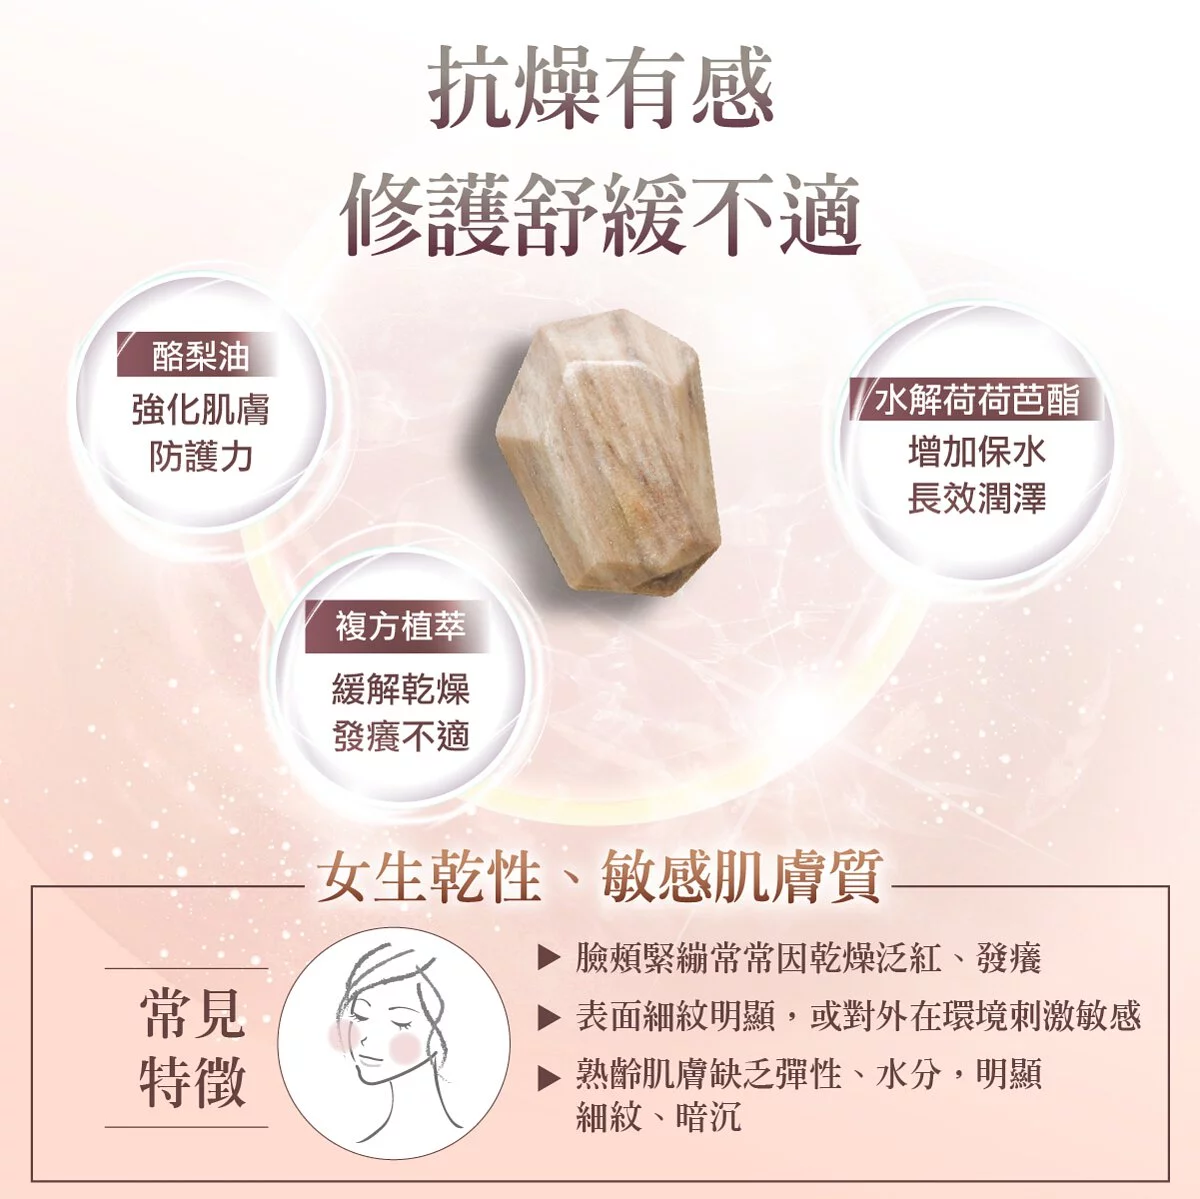 抗燥有感
修護舒緩不適
酪梨油
強化肌膚
防護力
水解荷荷芭酯
增加保水
長效潤澤
複方植萃
緩解乾燥
發癢不適
女生乾性、敏感肌膚質
常見
特徵
▶ 臉頰緊繃常常因乾燥泛紅、發癢
▶ 表面細紋明顯，或對外在環境刺激敏感
▶ 熟齡肌膚缺乏彈性、水分，明顯
細紋、暗沉